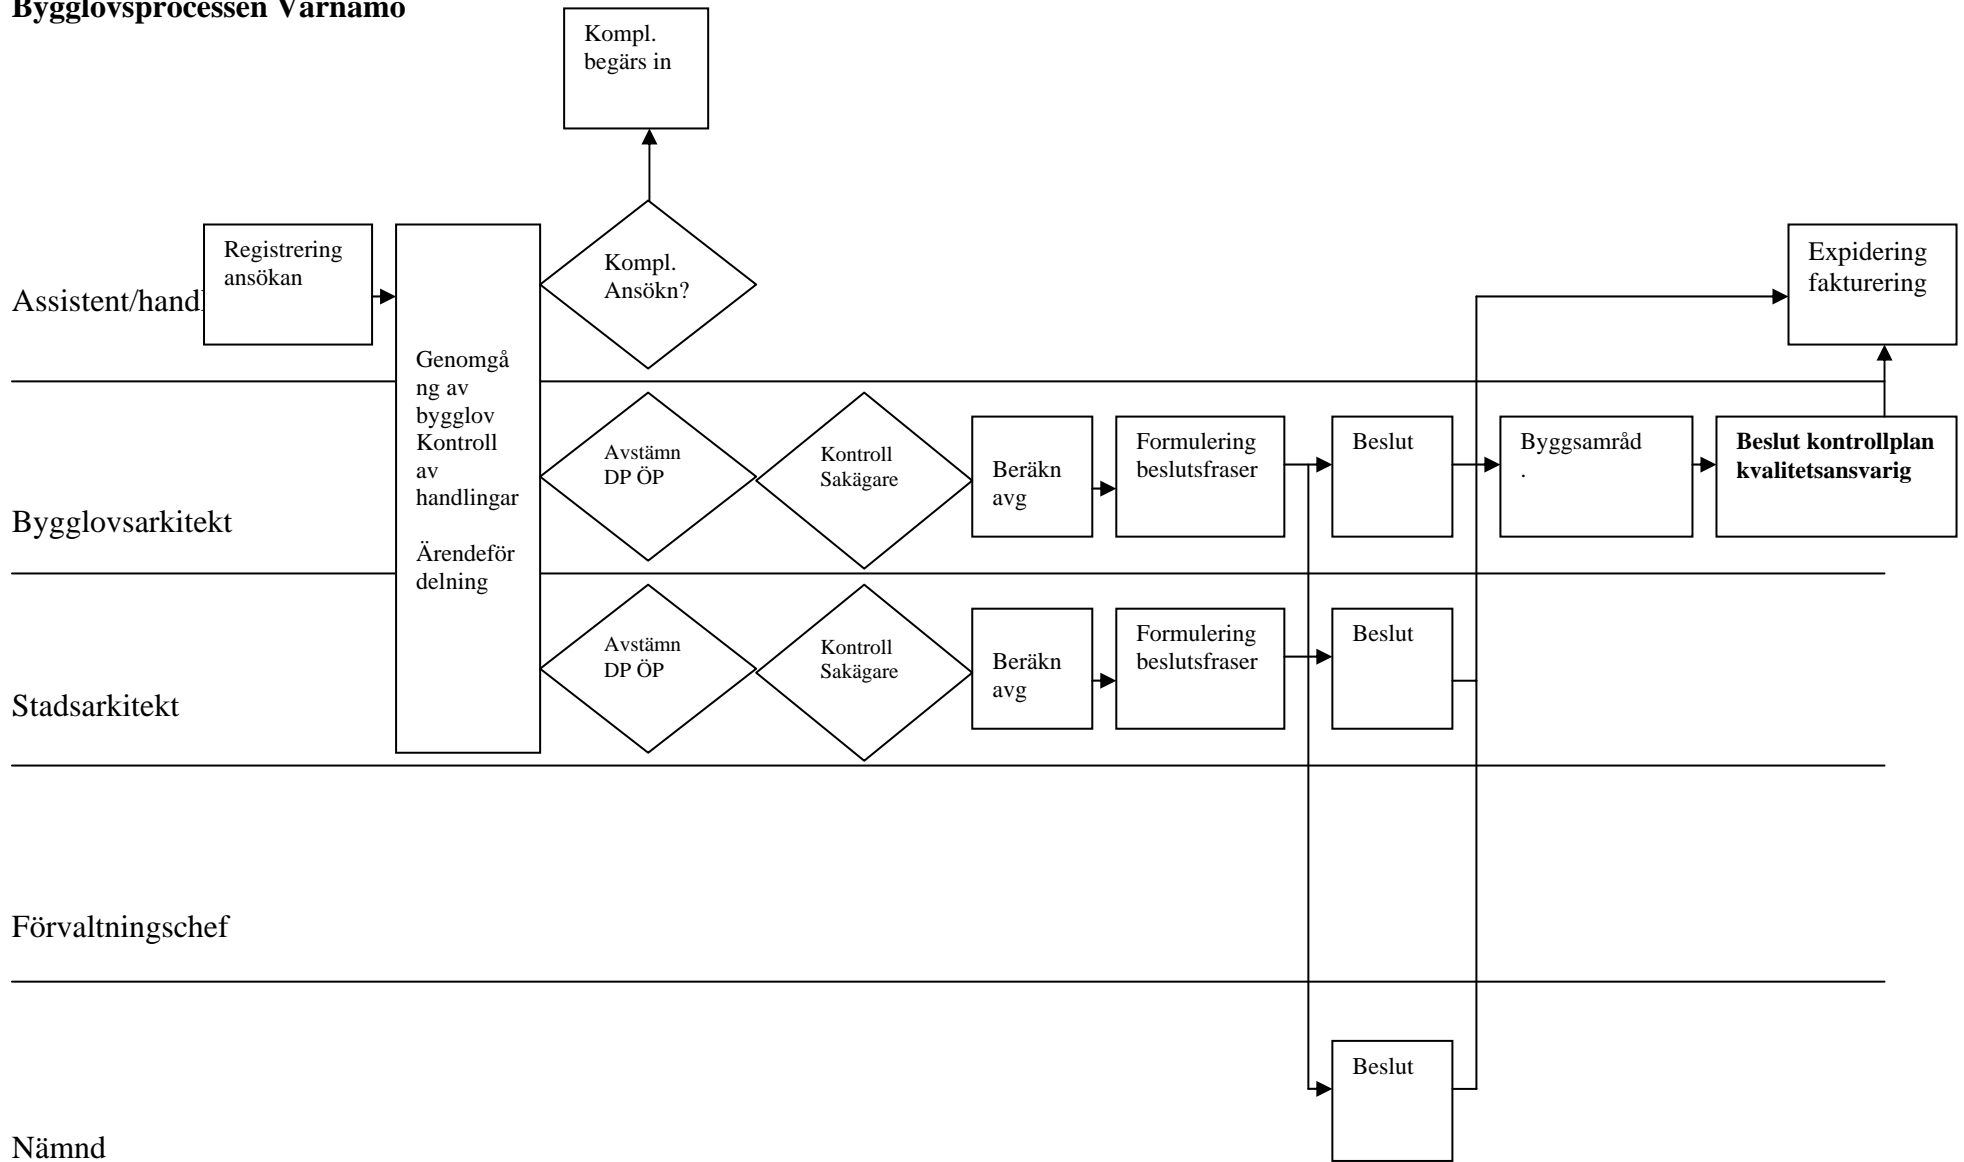 Bygglovsprocessen Värnamo
Kompl.
begärs in
Registrering
ansökan
Kompl.
Ansökn?
Expidering
fakturering
Assistent/handl
Genomgå
ng av
bygglov
Kontroll
av
handlingar
Ärendeför
delning
Avstämn
DP ÖP
Kontroll
Sakägare
Beräkn
avg
Formulering
beslutsfraser
Beslut
Byggsamråd
.
Beslut kontrollplan
kvalitetsansvarig
Bygglovsarkitekt
Avstämn
DP ÖP
Kontroll
Sakägare
Beräkn
avg
Formulering
beslutsfraser
Beslut
Stadsarkitekt
Förvaltningschef
Beslut
Nämnd